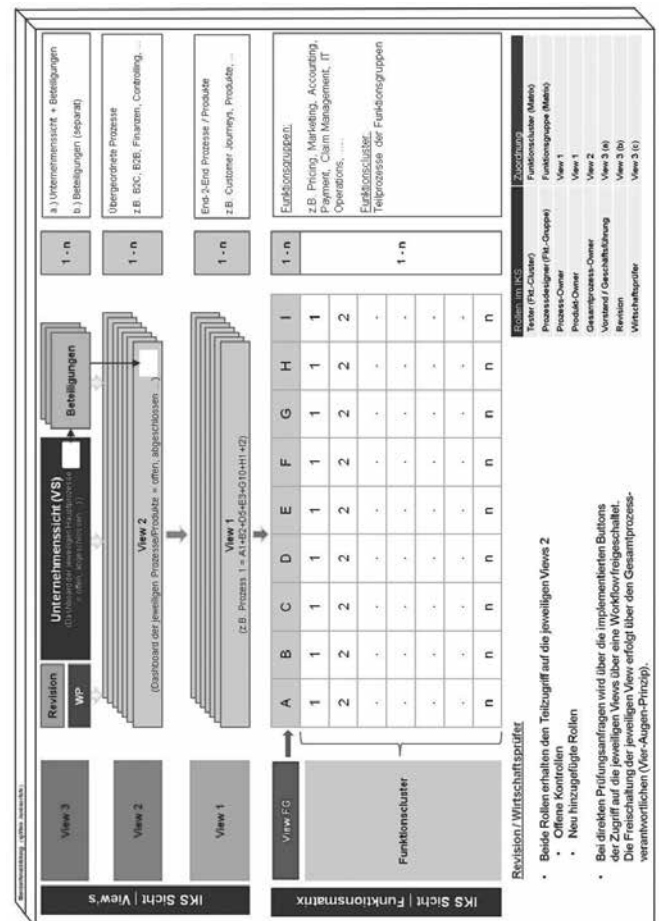 IKS Sicht | View's
View 3
Revision
WP
Unternehmenssicht (VS)
(Dashboard der jeweiligen Hauptprozesse
= offen, abgeschlossen ...)
Beteiligungen
1 - n
a.) Unternehmenssicht + Beteiligungen
b.) Beteiligungen (separat)
View 2
View 2
(Dashboard der jeweiligen Prozesse/Produkte = offen, abgeschlossen ...)
1 - n
Übergeordnete Prozesse
z.B. B2C, B2B, Finanzen, Controlling, ...
View 1
View 1
(z.B. Prozess 1 = A1+B2+D5+E3+G10+H1+I2)
1 - n
End-2-End Prozesse / Produkte
z.B. Customer Journeys, Produkte, ...
IKS Sicht | Funktionsmatrix
View FG
A B C D E F G H I
1 - n
Funktionsgruppen:
z.B. Pricing, Marketing, Accounting,
Payment, Claim Management, IT
Operations, .....
Funktionscluster
1 1 1 1 1 1 1 1 1
2 2 2 2 2 2 2 2 2
. . . . . . . . .
. . . . . . . . .
. . . . . . . . .
. . . . . . . . .
n n n n n n n n n
1 - n
Funktionscluster:
Teilprozesse der Funktionsgruppen
Revision / Wirtschaftsprüfer
• Beide Rollen erhalten den Teilzugriff auf die jeweiligen Views 2
• Offene Kontrollen
• Neu hinzugefügte Rollen
• Bei direkten Prüfungsanfragen wird über die implementierten Buttons
der Zugriff auf die jeweiligen Views über eine Workflow freigeschaltet.
Die Freischaltung der jeweiligen View erfolgt über den Gesamtprozess-
verantwortlichen (Vier-Augen-Prinzip).
Rollen im IKS Zuordnung
Tester (Fkt.-Cluster) Funktionscluster (Matrix)
Prozessdesigner (Fkt.-Gruppe) Funktionsgruppe (Matrix)
Prozess-Owner View 1
Produkt-Owner View 1
Gesamtprozess-Owner View 2
Vorstand / Geschäftsführung View 3 (a)
Revision View 3 (b)
Wirtschaftsprüfer View 3 (c)